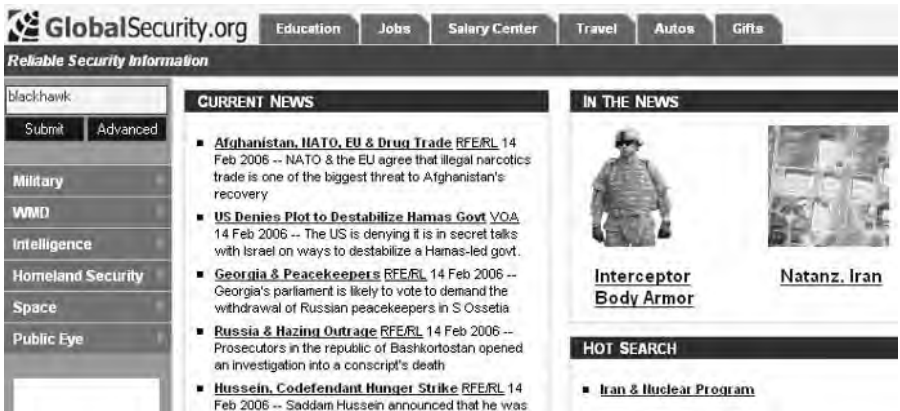 GlobalSecurity.org
Education
Jobs
Salary Center
Travel
Autos
Gifts
Reliable Security Information
blackhawk
Submit
Advanced
Military
WMD
Intelligence
Homeland Security
Space
Public Eye
CURRENT NEWS
Afghanistan, NATO, EU & Drug Trade RFE/RL 14
Feb 2006 -- NATO & the EU agree that illegal narcotics
trade is one of the biggest threat to Afghanistan's
recovery
US Denies Plot to Destabilize Hamas Govt VOA
14 Feb 2006 -- The US is denying it is in secret talks
with Israel on ways to destabilize a Hamas-led govt.
Georgia & Peacekeepers RFE/RL 14 Feb 2006 --
Georgia's parliament is likely to vote to demand the
withdrawal of Russian peacekeepers in S Ossetia
Russia & Hazing Outrage RFE/RL 14 Feb 2006 --
Prosecutors in the republic of Bashkortostan opened
an investigation into a conscript's death
Hussein, Codefendant Hunger Strike RFE/RL 14
Feb 2006 -- Saddam Hussein announced that he was
IN THE NEWS
Interceptor
Body Armor
Natanz, Iran
HOT SEARCH
Iran & Nuclear Program